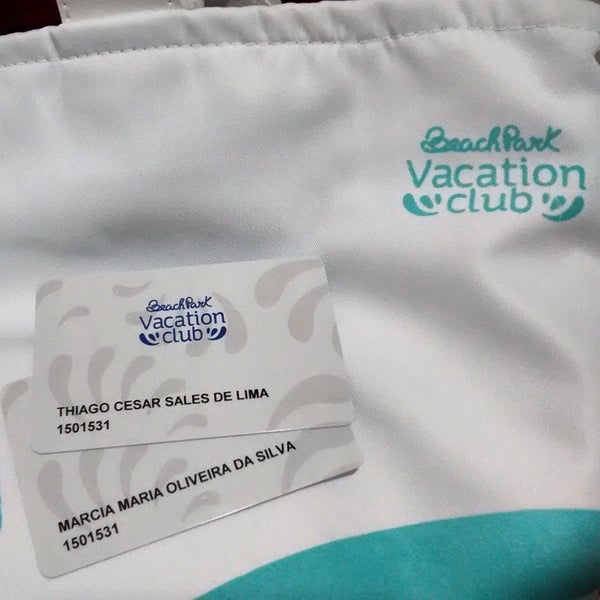 BeachPark
Vacation
club
BeachPark
Vacation
club
THIAGO CESAR SALES DE LIMA
1501531
MARCIA MARIA OLIVEIRA DA SILVA
1501531